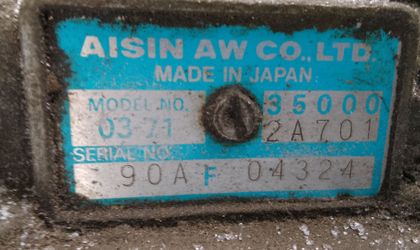 AISIN AW CO., LTD.
MADE IN JAPAN
MODEL NO. 35000
03-71 2A701
SERIAL NO.
90A F 04324